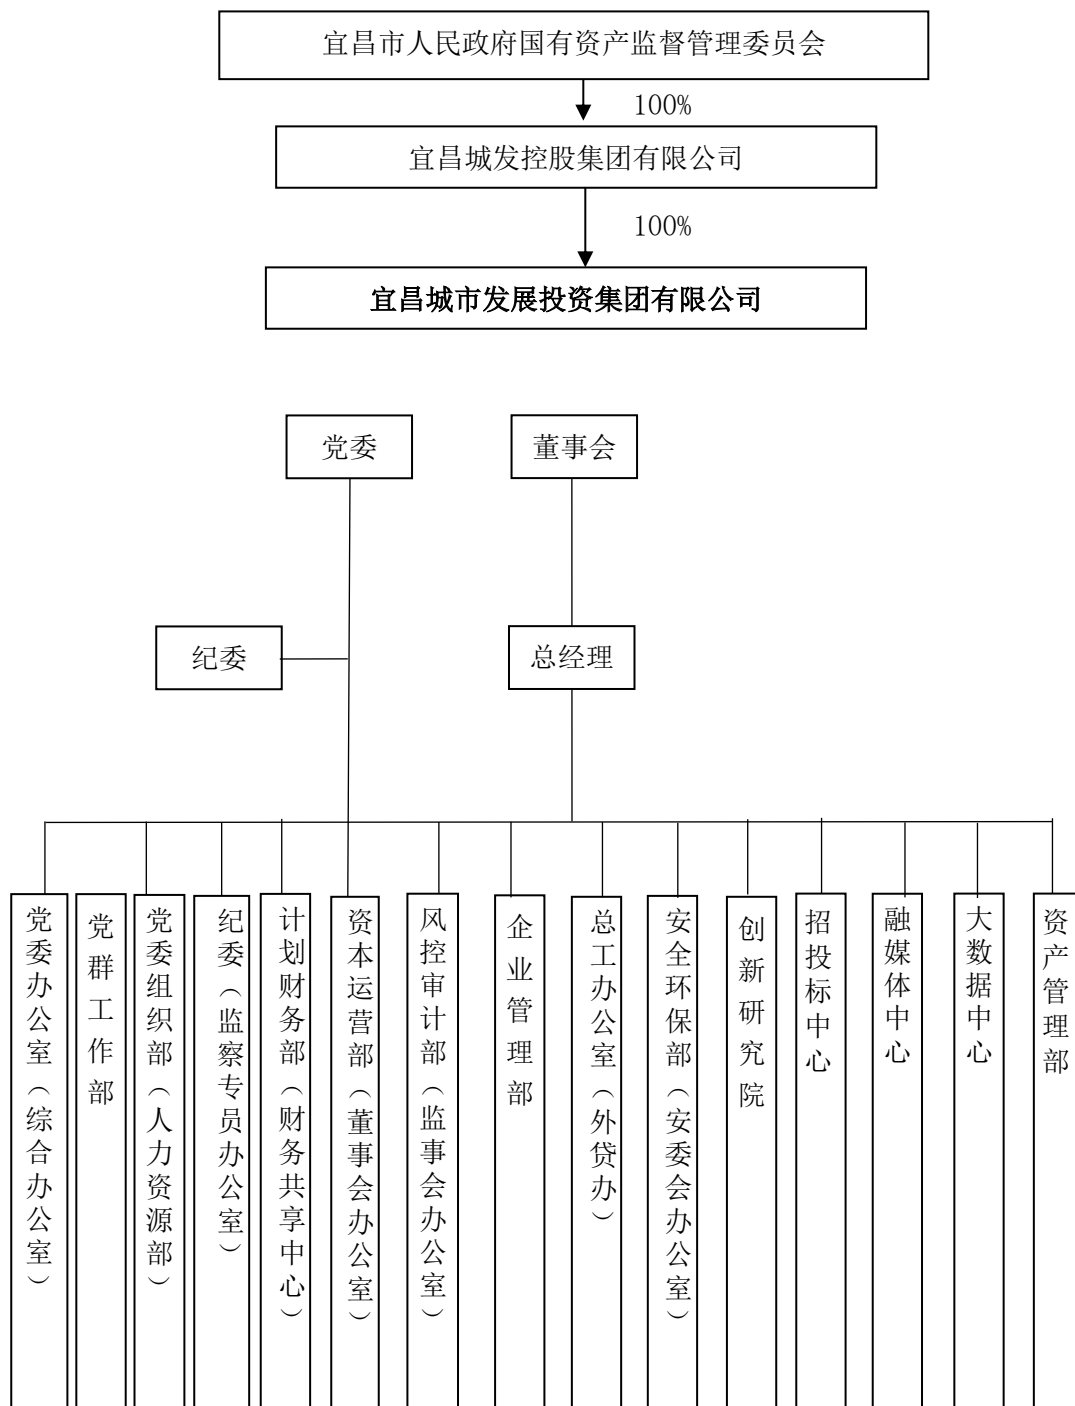 宜昌市人民政府国有资产监督管理委员会
100%
宜昌城发控股集团有限公司
100%
宜昌城市发展投资集团有限公司
党委
董事会
纪委
总经理
党委办公室（综合办公室）
党群工作部
党委组织部（人力资源部）
纪委（监察专员办公室）
计划财务部（财务共享中心）
资本运营部（董事会办公室）
风控审计部（监事会办公室）
企业管理部
总工办公室（外贷办）
安全环保部（安委会办公室）
创新研究院
招投标中心
融媒体中心
大数据中心
资产管理部